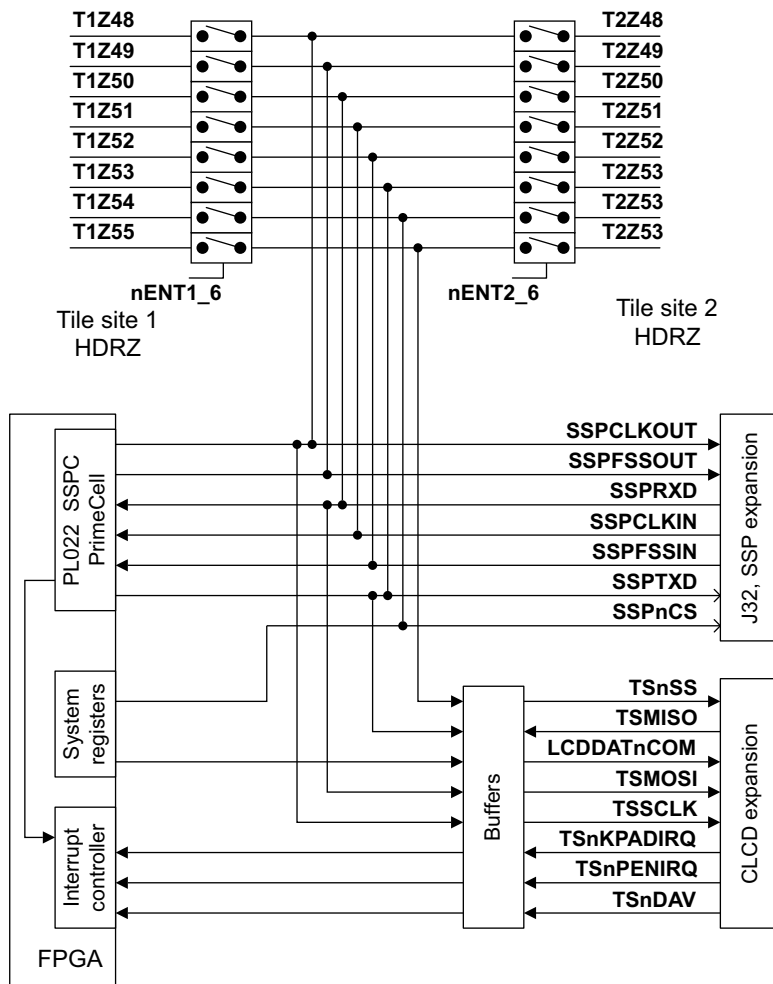 T1Z48 T2Z48
T1Z49 T2Z49
T1Z50 T2Z50
T1Z51 T2Z51
T1Z52 T2Z52
T1Z53 T2Z53
T1Z54 T2Z53
T1Z55 T2Z53
nENT1_6 nENT2_6
Tile site 1
HDRZ
Tile site 2
HDRZ
PL022 SSPC
PrimeCell
SSPCLKOUT
SSPFSSOUT
SSPRXD
SSPCLKIN
SSPFSSIN
SSPTXD
SSPnCS
J32, SSP expansion
System
registers
Interrupt
controller
FPGA
Buffers
TSnSS
TSMISO
LCDDATnCOM
TSMOSI
TSSCLK
TSnKPADIRQ
TSnPENIRQ
TSnDAV
CLCD expansion